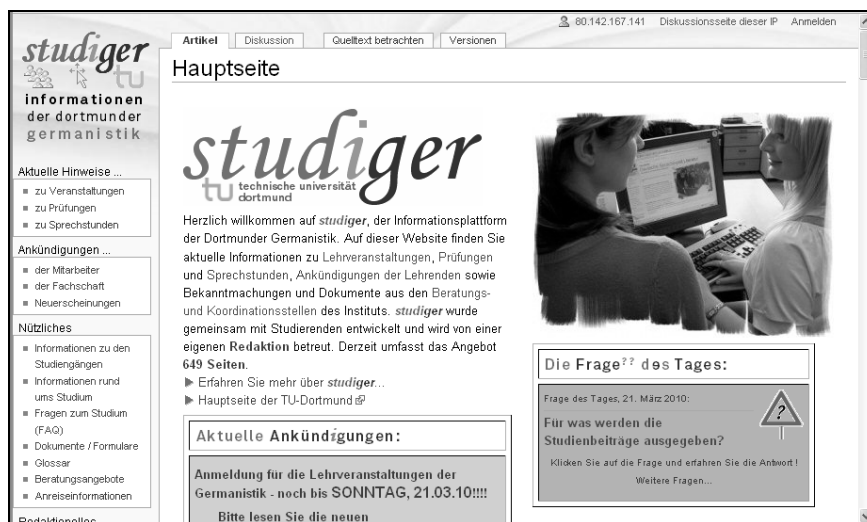 80.142.167.141 Diskussionsseite dieser IP Anmelden
Artikel Diskussion Quelltext betrachten Versionen
Hauptseite
studiger
tu
informationen
der dortmunder
germanistik
Aktuelle Hinweise ...
zu Veranstaltungen
zu Prüfungen
zu Sprechstunden
Ankündigungen ...
der Mitarbeiter
der Fachschaft
Neuerscheinungen
Nützliches
Informationen zu den
Studiengängen
Informationen rund
ums Studium
Fragen zum Studium
(FAQ)
Dokumente / Formulare
Glossar
Beratungsangebote
Anreiseinformationen
Redaktionelles
studiger
tu technische universität
dortmund
Herzlich willkommen auf studiger, der Informationsplattform
der Dortmunder Germanistik. Auf dieser Website finden Sie
aktuelle Informationen zu Lehrveranstaltungen, Prüfungen
und Sprechstunden, Ankündigungen der Lehrenden sowie
Bekanntmachungen und Dokumente aus den Beratungs-
und Koordinationsstellen des Instituts. studiger wurde
gemeinsam mit Studierenden entwickelt und wird von einer
eigenen Redaktion betreut. Derzeit umfasst das Angebot
649 Seiten.
Erfahren Sie mehr über studiger...
Hauptseite der TU-Dortmund
Aktuelle Ankündigungen:
Anmeldung für die Lehrveranstaltungen der
Germanistik - noch bis SONNTAG, 21.03.10!!!!
Bitte lesen Sie die neuen
Die Frage?? des Tages:
Frage des Tages, 21. März 2010:
?
Für was werden die
Studienbeiträge ausgegeben?
Klicken Sie auf die Frage und erfahren Sie die Antwort !
Weitere Fragen...